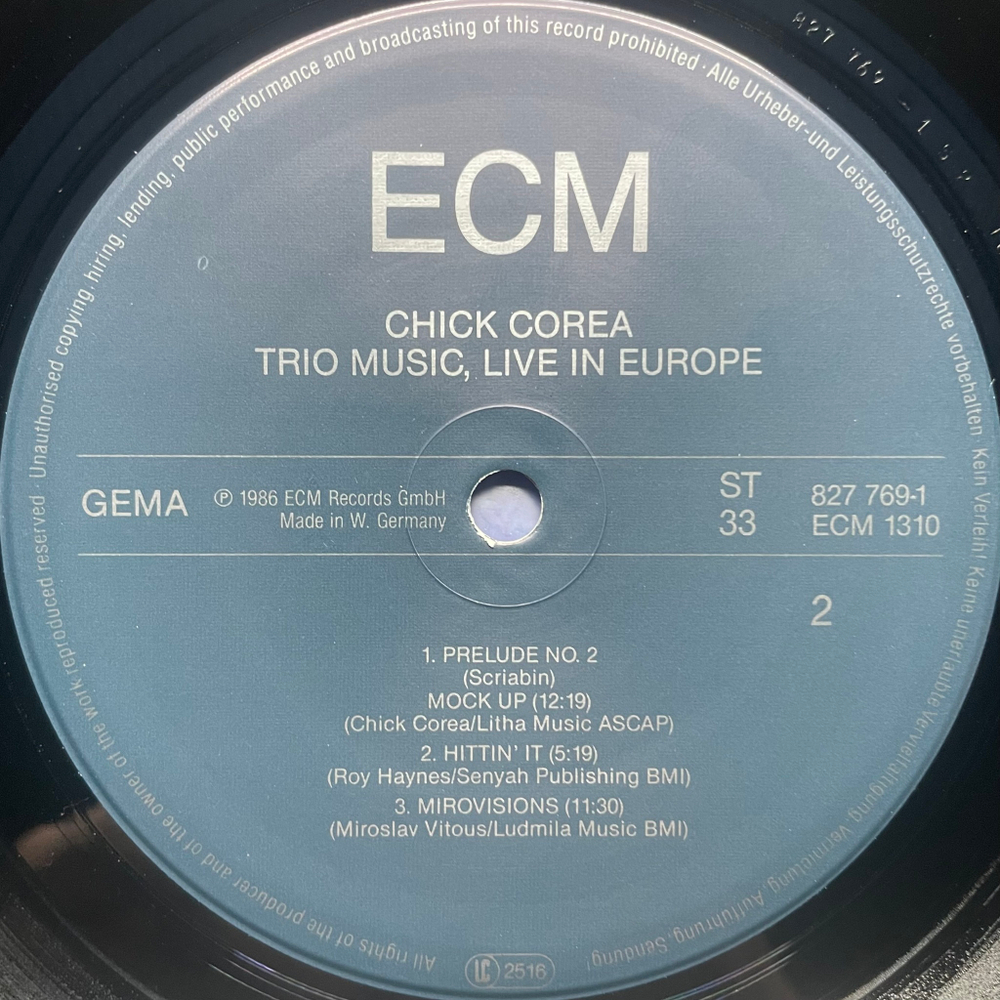 Unauthorised copying, hiring, lending, public performance and broadcasting of this record prohibited · Alle Urheber-und Leistungsschutzrechte vorbehalten. Kein Verleih! Keine unerlaubte Vervielfältigung, Vermietung, Aufführung, Sendung!
827 769 - 1
ECM
CHICK COREA
TRIO MUSIC, LIVE IN EUROPE
GEMA
℗ 1986 ECM Records GmbH
Made in W. Germany
ST
33
827 769-1
ECM 1310
2
1. PRELUDE NO. 2
(Scriabin)
MOCK UP (12:19)
(Chick Corea/Litha Music ASCAP)
2. HITTIN' IT (5:19)
(Roy Haynes/Senyah Publishing BMI)
3. MIROVISIONS (11:30)
(Miroslav Vitous/Ludmila Music BMI)
All rights of the producer and of the owner of the work reproduced reserved ·
LC 2516